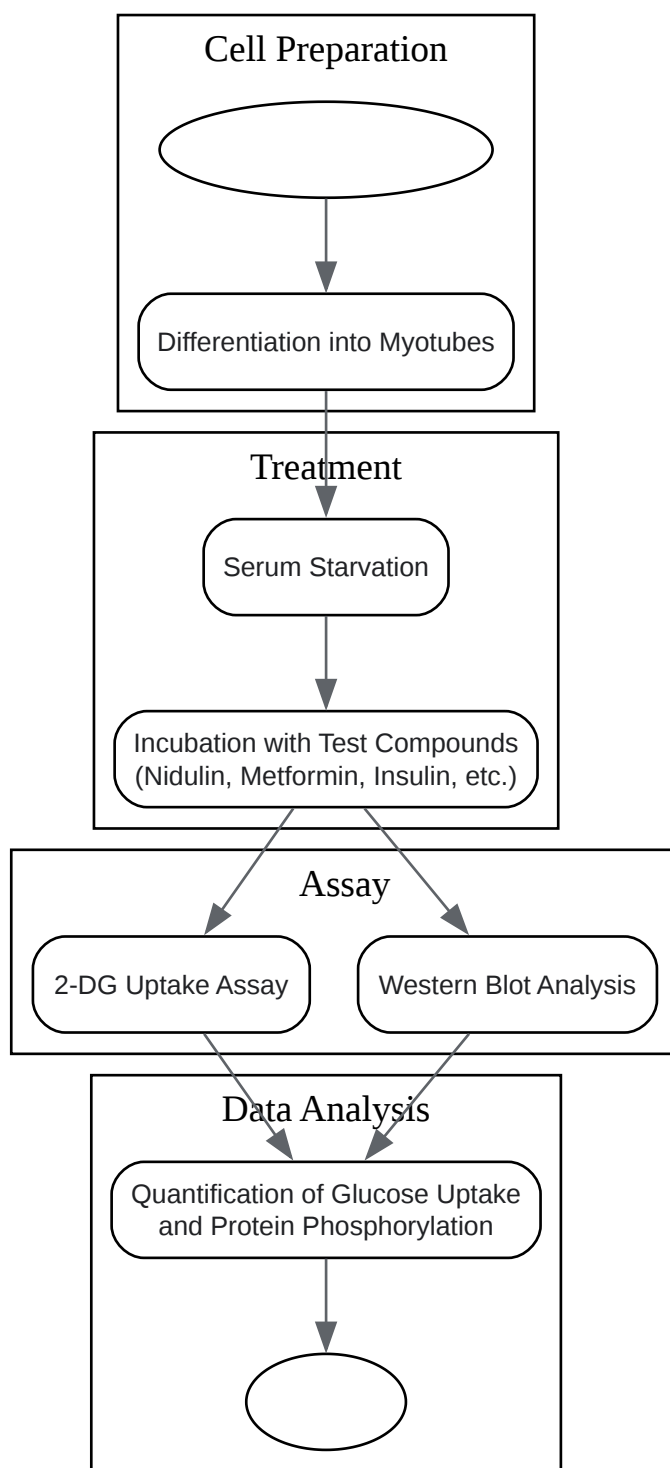 Cell Preparation
Differentiation into Myotubes
Treatment
Serum Starvation
Incubation with Test Compounds
(Nidulin, Metformin, Insulin, etc.)
Assay
2-DG Uptake Assay
Western Blot Analysis
Data Analysis
Quantification of Glucose Uptake
and Protein Phosphorylation